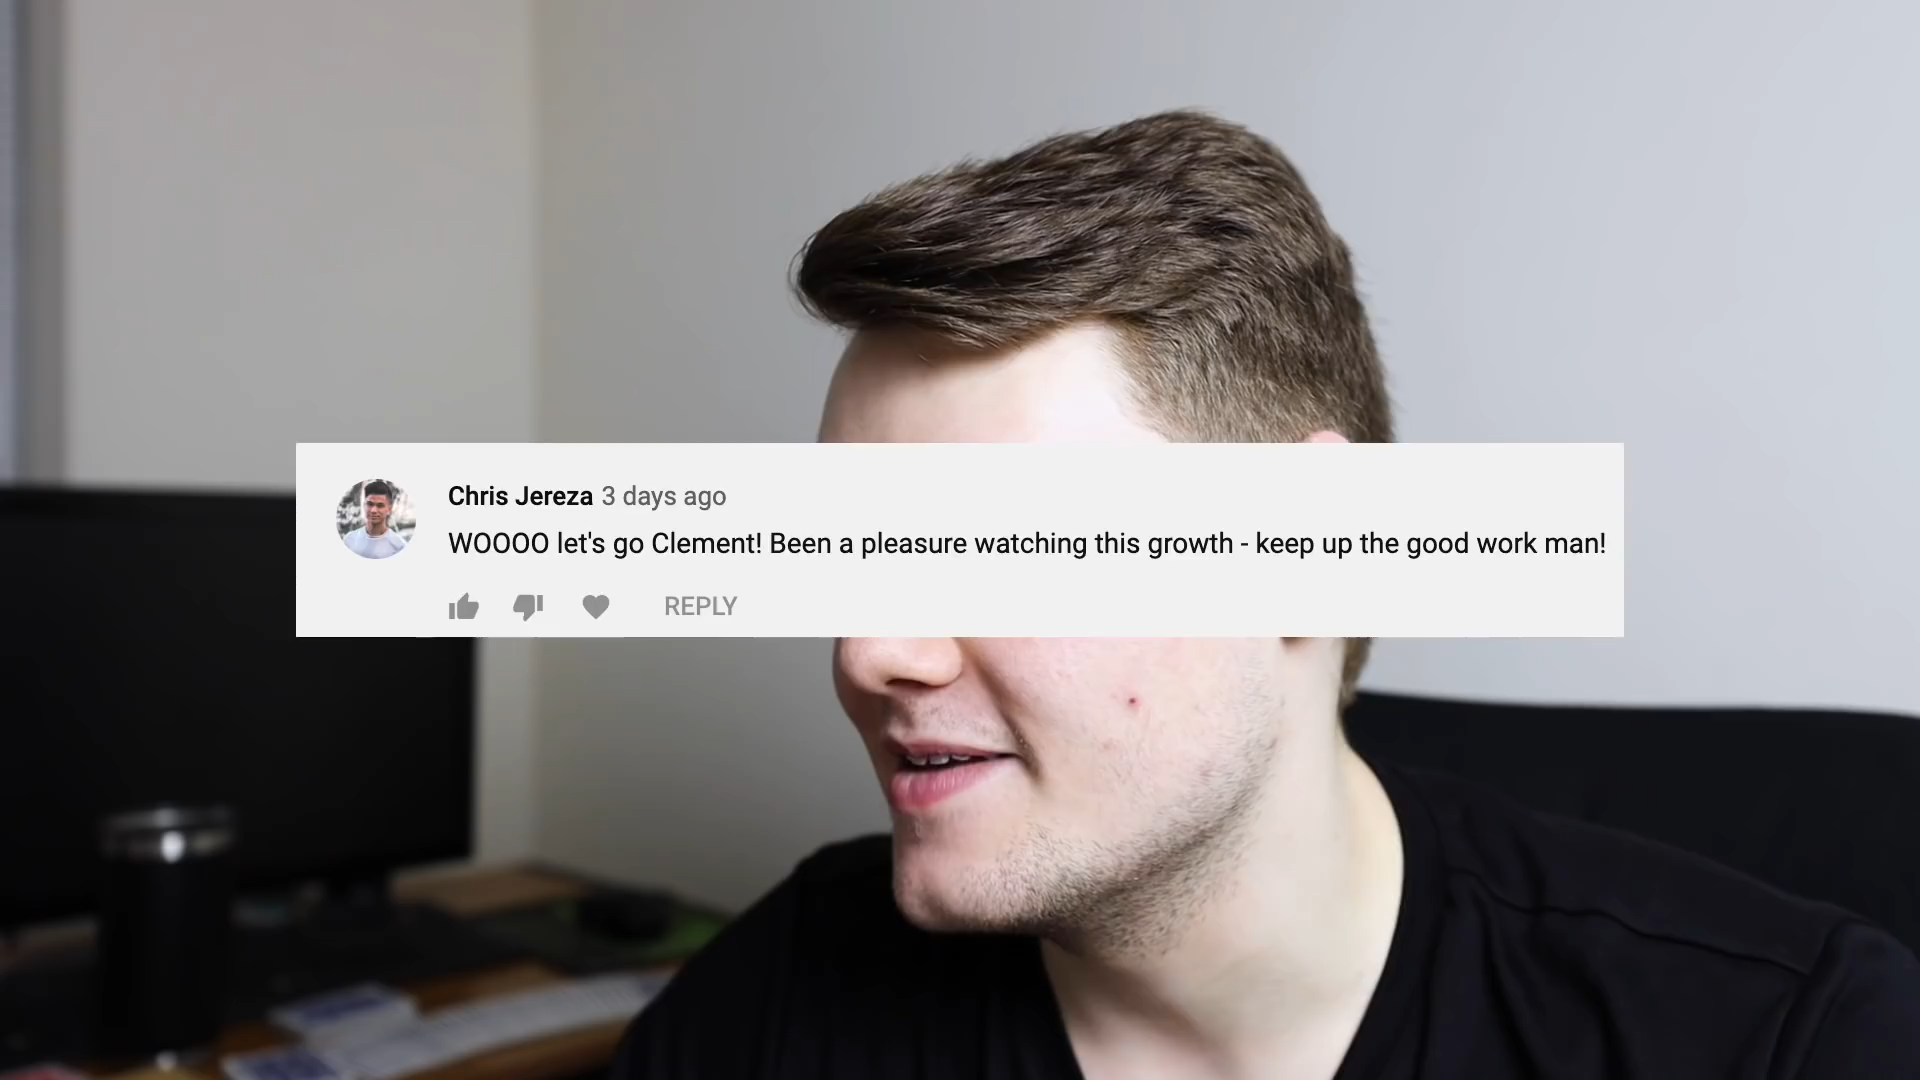 Chris Jereza 3 days ago
WOOOO let's go Clement! Been a pleasure watching this growth - keep up the good work man!
REPLY